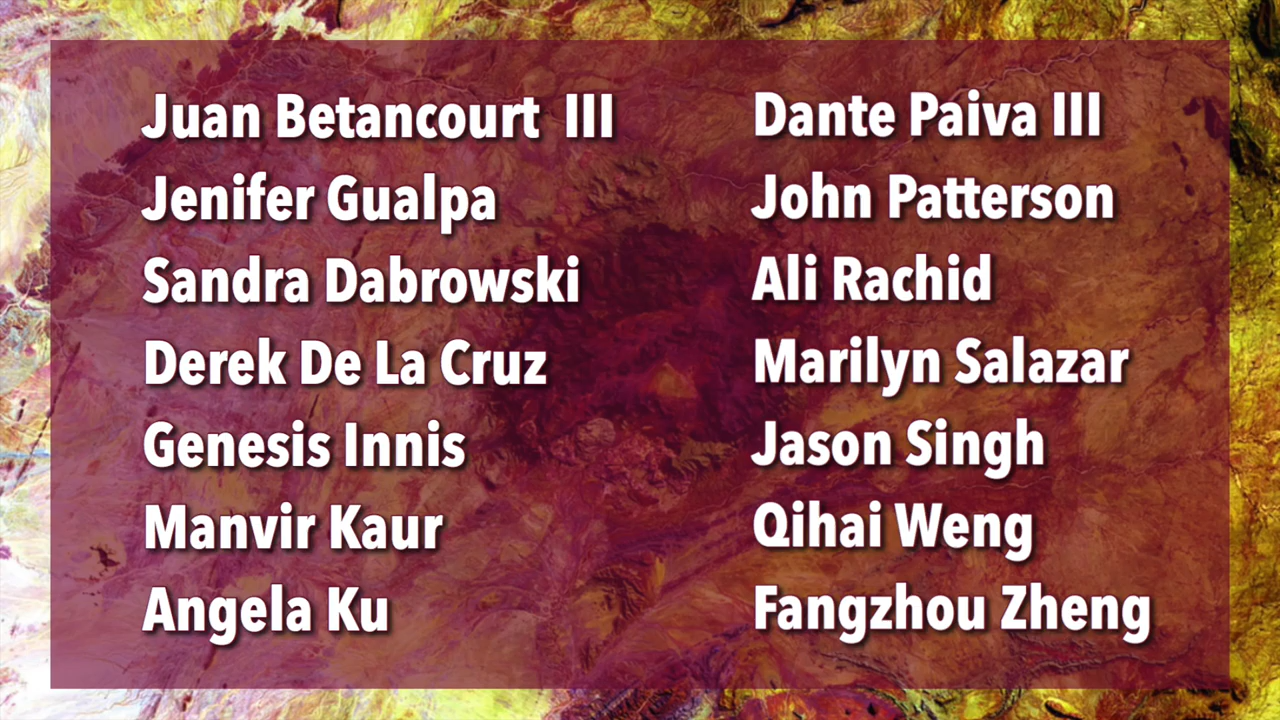 Juan Betancourt III
Jenifer Gualpa
Sandra Dabrowski
Derek De La Cruz
Genesis Innis
Manvir Kaur
Angela Ku
Dante Paiva III
John Patterson
Ali Rachid
Marilyn Salazar
Jason Singh
Qihai Weng
Fangzhou Zheng